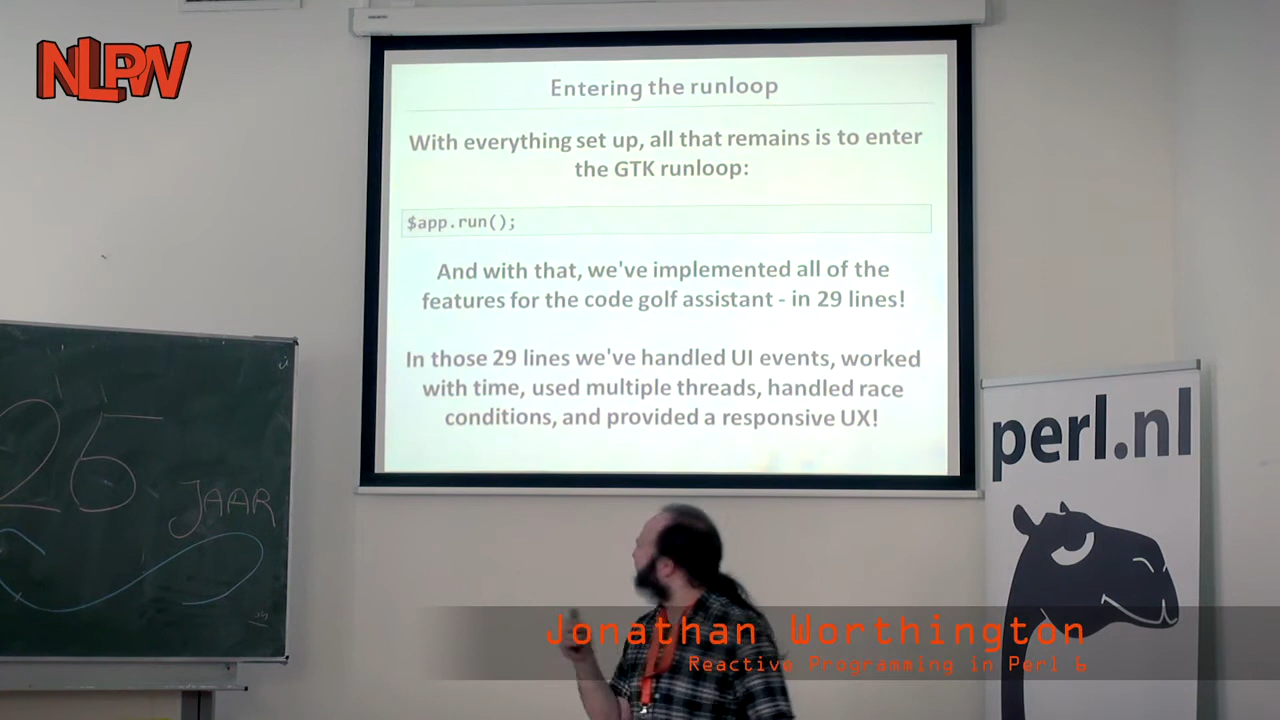 NLPW
Entering the runloop
With everything set up, all that remains is to enter
the GTK runloop:
$app.run();
And with that, we've implemented all of the
features for the code golf assistant - in 29 lines!
In those 29 lines we've handled UI events, worked
with time, used multiple threads, handled race
conditions, and provided a responsive UX!
25
JAAR
perl.nl
Jonathan Worthington
Reactive Programming in Perl 6